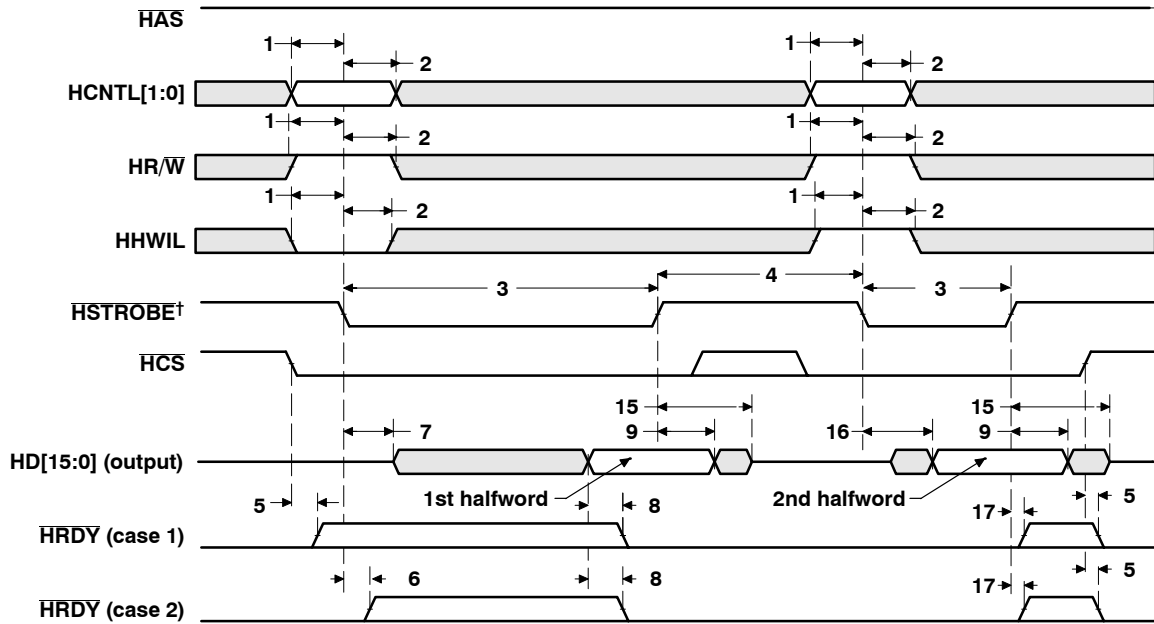 HAS
1
2
HCNTL[1:0]
1
2
HR/W
1
2
HHWIL
3
HSTROBE†
HCS
7
HD[15:0] (output)
1st halfword
5
8
HRDY (case 1)
6
8
HRDY (case 2)
1
2
1
2
1
2
4
3
15
9
16
15
9
2nd halfword
17
5
17
5